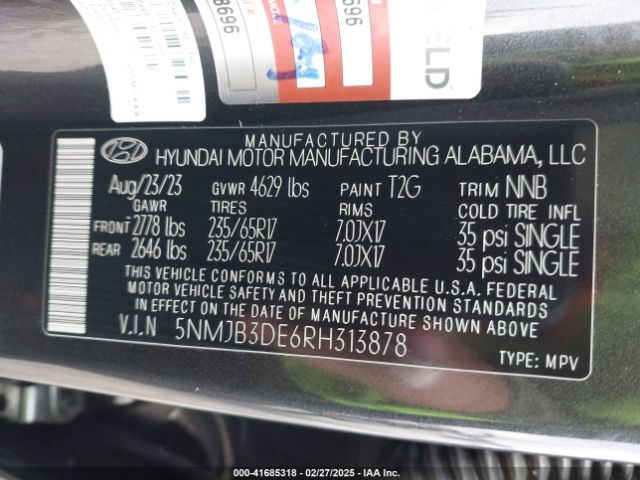 8696
696
SMOKE
ELD
MANUFACTURED BY
HYUNDAI MOTOR MANUFACTURING ALABAMA, LLC
Aug/23/23 GVWR 4629 lbs PAINT T2G TRIM NNB
GAWR TIRES RIMS COLD TIRE INFL
FRONT 2778 lbs 235/65R17 7.0JX17 35 psi SINGLE
REAR 2646 lbs 235/65R17 7.0JX17 35 psi SINGLE
THIS VEHICLE CONFORMS TO ALL APPLICABLE U.S.A. FEDERAL
MOTOR VEHICLE SAFETY AND THEFT PREVENTION STANDARDS
IN EFFECT ON THE DATE OF MANUFACTURE SHOWN ABOVE.
V.I.N 5NMJB3DE6RH313878
TYPE: MPV
000-41685318 - 02/27/2025 - IAA Inc.